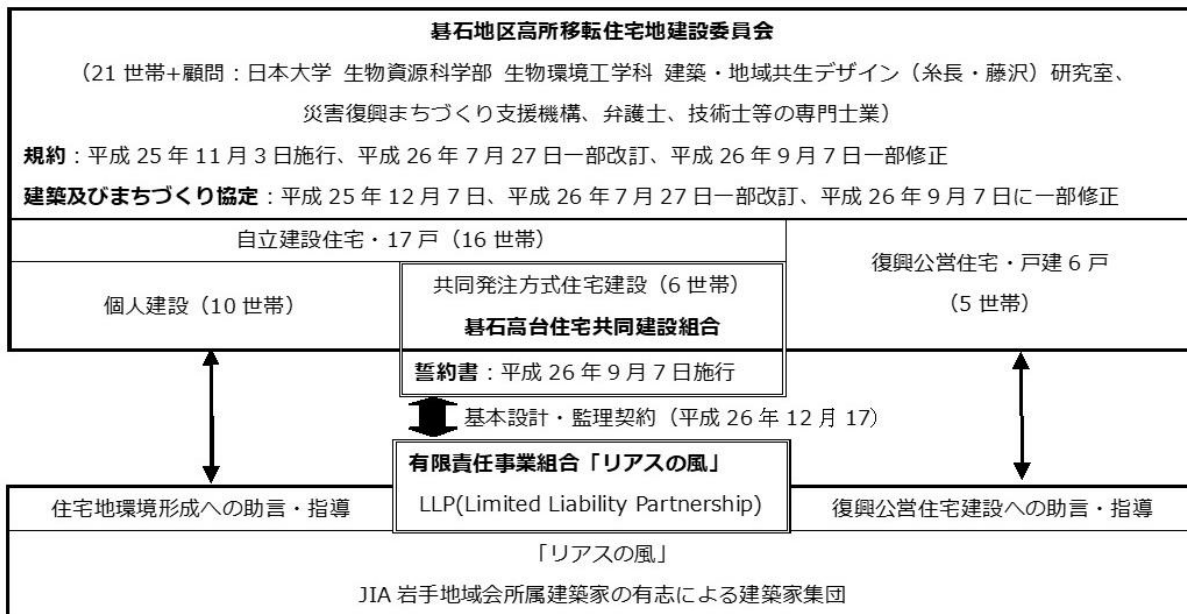 碁石地区高所移転住宅地建設委員会
（21 世帯+顧問：日本大学 生物資源科学部 生物環境工学科 建築・地域共生デザイン（糸長・藤沢）研究室、
災害復興まちづくり支援機構、弁護士、技術士等の専門士業）
規約：平成 25 年 11 月 3 日施行、平成 26 年 7 月 27 日一部改訂、平成 26 年 9 月 7 日一部修正
建築及びまちづくり協定：平成 25 年 12 月 7 日、平成 26 年 7 月 27 日一部改訂、平成 26 年 9 月 7 日に一部修正
自立建設住宅・17 戸（16 世帯）
復興公営住宅・戸建 6 戸
（5 世帯）
個人建設（10 世帯）
共同発注方式住宅建設（6 世帯）
碁石高台住宅共同建設組合
誓約書：平成 26 年 9 月 7 日施行
基本設計・監理契約（平成 26 年 12 月 17）
有限責任事業組合「リアスの風」
LLP(Limited Liability Partnership)
住宅地環境形成への助言・指導
復興公営住宅建設への助言・指導
「リアスの風」
JIA 岩手地域会所属建築家の有志による建築家集団